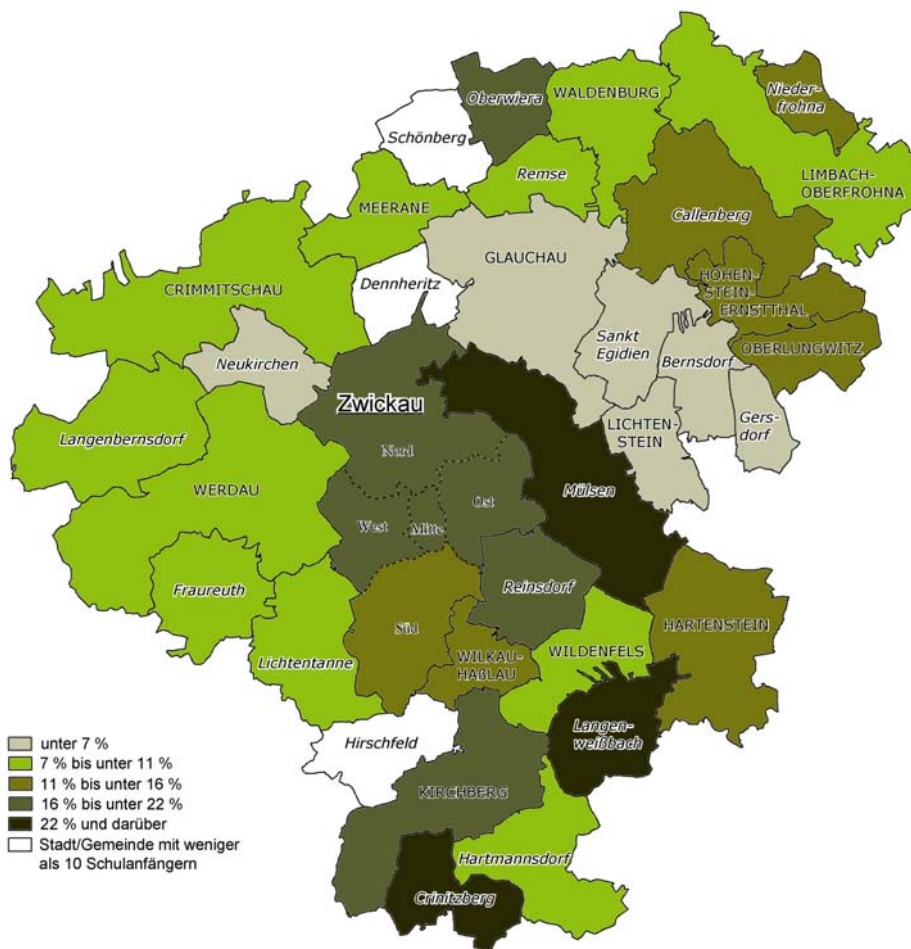 Oberwiera
WALDENBURG
Nieder-
frohna
Schönberg
Remse
LIMBACH-
OBERFROHNA
MEERANE
Callenberg
GLAUCHAU
Dennheritz
HOHEN-
STEIN-
ERNSTTHAL
CRIMMITSCHAU
Sankt
Egidien
Bernsdorf
OBERLUNGWITZ
Neukirchen
Zwickau
LICHTEN-
STEIN
Gers-
dorf
Langenbernsdorf
Nord
WERDAU
Mülsen
Ost
West
Mitte
Fraureuth
Reinsdorf
HARTENSTEIN
Süd
Lichtentanne
WILKAU-
HAßLAU
WILDENFELS
Langen-
weißbach
Hirschfeld
KIRCHBERG
Hartmannsdorf
Crinitzberg
unter 7 %
7 % bis unter 11 %
11 % bis unter 16 %
16 % bis unter 22 %
22 % und darüber
Stadt/Gemeinde mit weniger
als 10 Schulanfängern